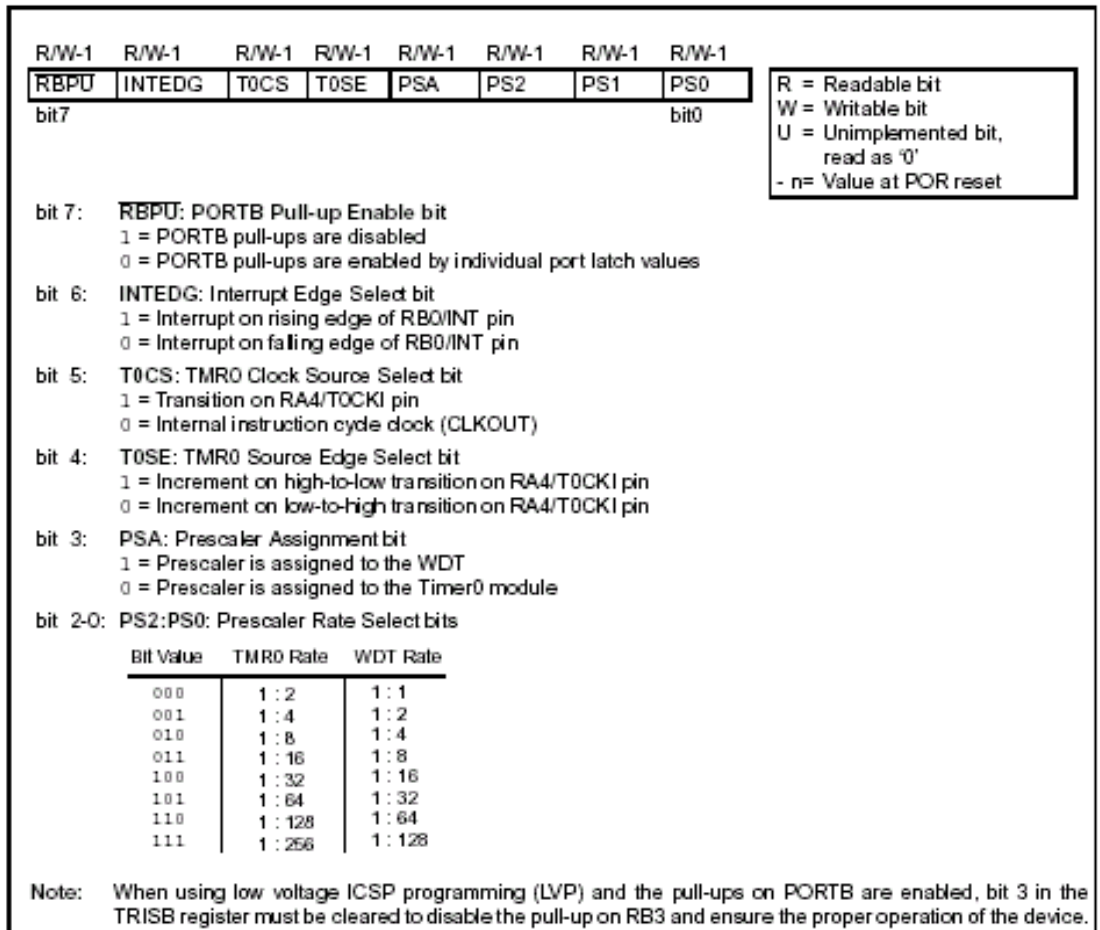 R/W-1 R/W-1 R/W-1 R/W-1 R/W-1 R/W-1 R/W-1 R/W-1
RBPU INTEDG T0CS T0SE PSA PS2 PS1 PS0
bit7 bit0
R = Readable bit
W = Writable bit
U = Unimplemented bit,
read as ‘0’
- n= Value at POR reset
bit 7: RBPU: PORTB Pull-up Enable bit
1 = PORTB pull-ups are disabled
0 = PORTB pull-ups are enabled by individual port latch values
bit 6: INTEDG: Interrupt Edge Select bit
1 = Interrupt on rising edge of RB0/INT pin
0 = Interrupt on falling edge of RB0/INT pin
bit 5: T0CS: TMR0 Clock Source Select bit
1 = Transition on RA4/T0CKI pin
0 = Internal instruction cycle clock (CLKOUT)
bit 4: T0SE: TMR0 Source Edge Select bit
1 = Increment on high-to-low transition on RA4/T0CKI pin
0 = Increment on low-to-high transition on RA4/T0CKI pin
bit 3: PSA: Prescaler Assignment bit
1 = Prescaler is assigned to the WDT
0 = Prescaler is assigned to the Timer0 module
bit 2-0: PS2:PS0: Prescaler Rate Select bits
Bit Value TMR0 Rate WDT Rate
000 1 : 2 1 : 1
001 1 : 4 1 : 2
010 1 : 8 1 : 4
011 1 : 16 1 : 8
100 1 : 32 1 : 16
101 1 : 64 1 : 32
110 1 : 128 1 : 64
111 1 : 256 1 : 128
Note: When using low voltage ICSP programming (LVP) and the pull-ups on PORTB are enabled, bit 3 in the
TRISB register must be cleared to disable the pull-up on RB3 and ensure the proper operation of the device.